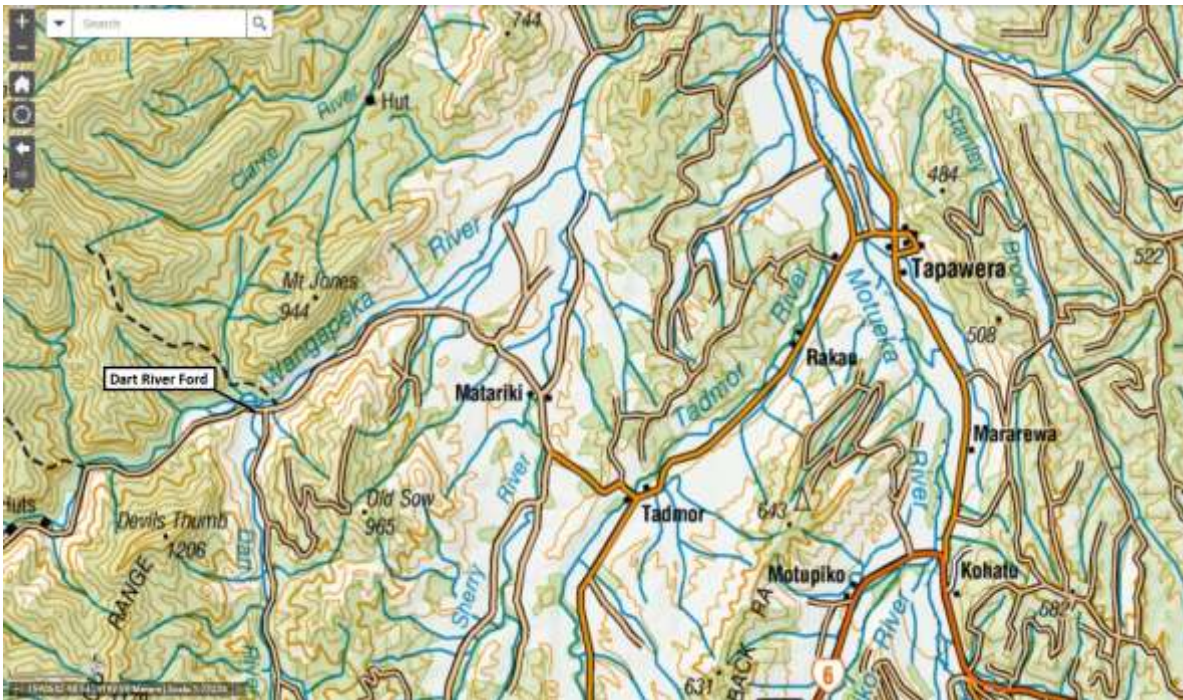 Search
744
Hut
River
Clarke
Stanley
484
Brook
522
River
Tapawera
Mt Jones
944
Wangapeka
River
Motueka
508
Rakau
Dart River Ford
Matariki
Tadmor
Mararewa
River
River
Old Sow
965
Tadmor
643
Devils Thumb
1206
Dart
Motupiko
Kohatu
RANGE
Sherry
682
RA
River
6
River
631
BACK